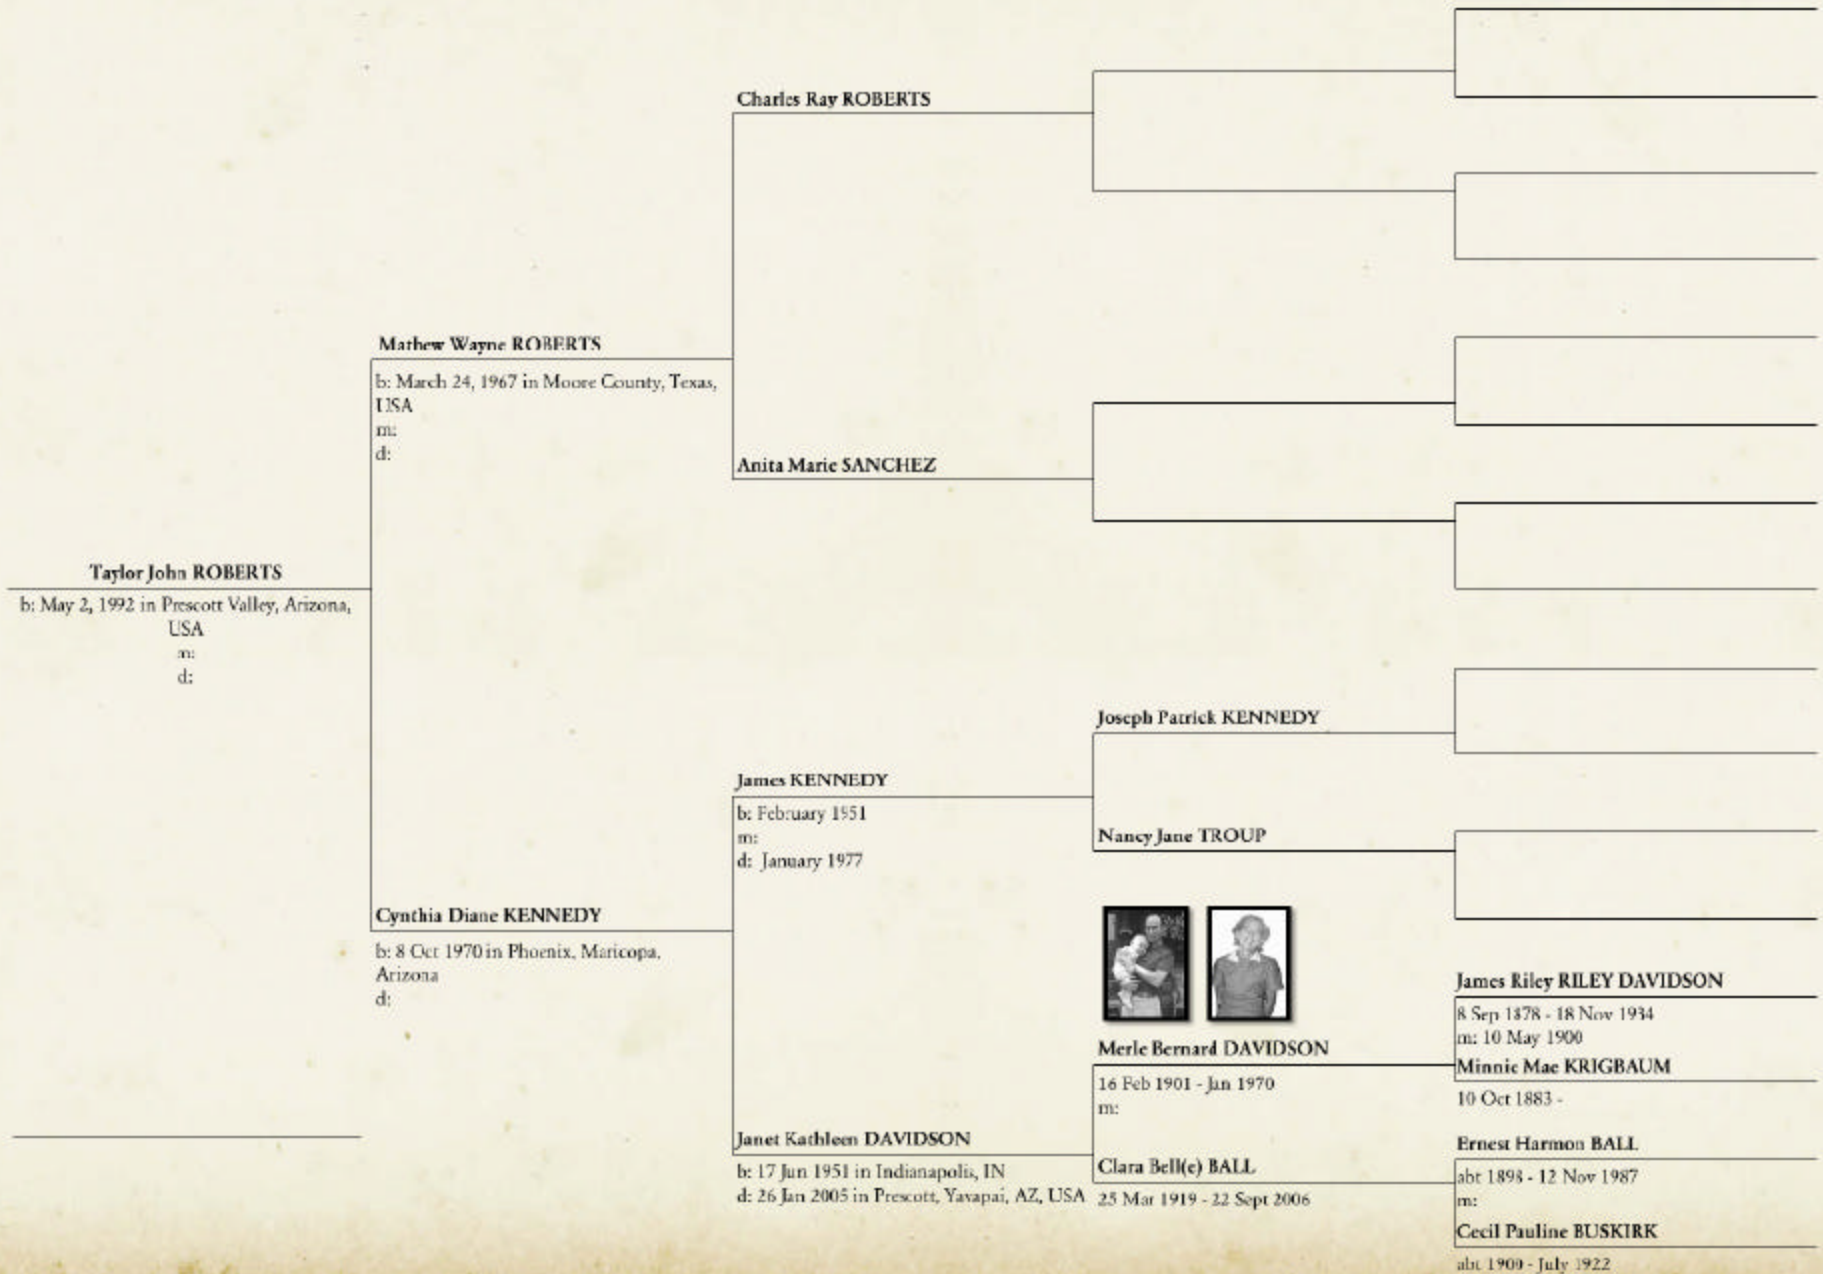 Charles Ray ROBERTS
Mathew Wayne ROBERTS
b: March 24, 1967 in Moore County, Texas,
USA
m:
d:
Anita Marie SANCHEZ
Taylor John ROBERTS
b: May 2, 1992 in Prescott Valley, Arizona,
USA
m:
d:
Joseph Patrick KENNEDY
James KENNEDY
b: February 1951
m:
d: January 1977
Nancy Jane TROUP
Cynthia Diane KENNEDY
b: 8 Oct 1970 in Phoenix, Maricopa,
Arizona
d:
James Riley RILEY DAVIDSON
8 Sep 1878 - 18 Nov 1934
m: 10 May 1900
Merle Bernard DAVIDSON
16 Feb 1901 - Jan 1970
m:
Minnie Mae KRIGBAUM
10 Oct 1883 -
Janet Kathleen DAVIDSON
b: 17 Jun 1951 in Indianapolis, IN
d: 26 Jan 2005 in Prescott, Yavapai, AZ, USA
Clara Bell(e) BALL
25 Mar 1919 - 22 Sept 2006
Ernest Harmon BALL
abt 1898 - 12 Nov 1987
m:
Cecil Pauline BUSKIRK
abt 1900 - July 1922